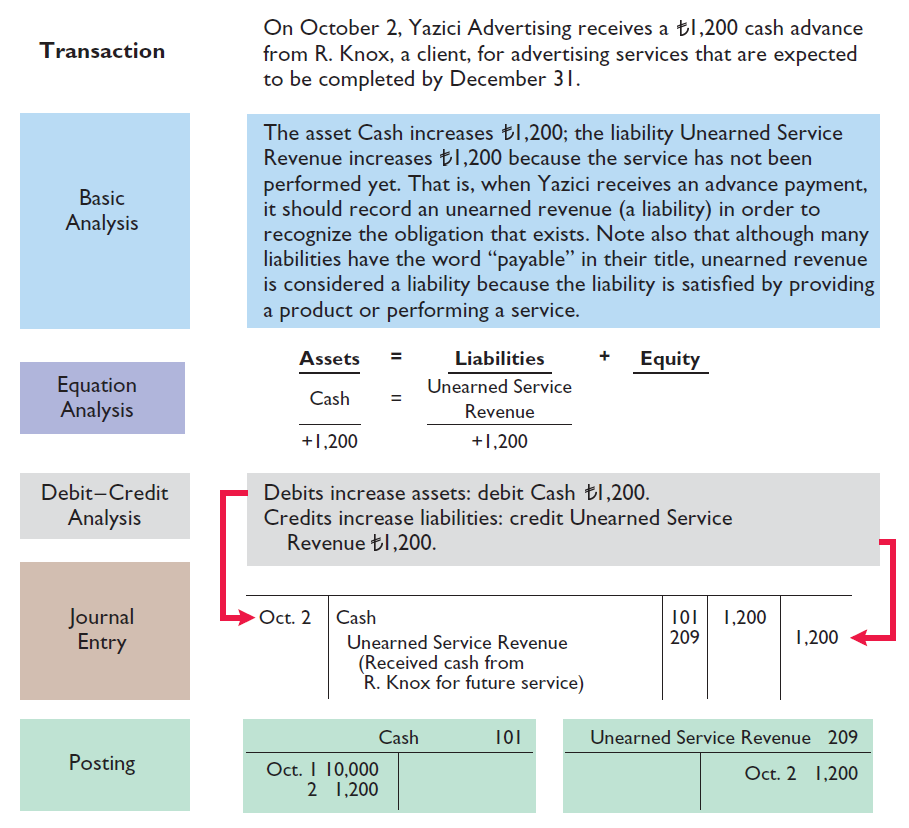 Transaction
On October 2, Yazici Advertising receives a ₺1,200 cash advance
from R. Knox, a client, for advertising services that are expected
to be completed by December 31.
Basic
Analysis
The asset Cash increases ₺1,200; the liability Unearned Service
Revenue increases ₺1,200 because the service has not been
performed yet. That is, when Yazici receives an advance payment,
it should record an unearned revenue (a liability) in order to
recognize the obligation that exists. Note also that although many
liabilities have the word “payable” in their title, unearned revenue
is considered a liability because the liability is satisfied by providing
a product or performing a service.
Equation
Analysis
Assets = Liabilities + Equity
Cash = Unearned Service
Revenue
+1,200 +1,200
Debit–Credit
Analysis
Debits increase assets: debit Cash ₺1,200.
Credits increase liabilities: credit Unearned Service
Revenue ₺1,200.
Journal
Entry
Oct. 2 Cash 101 1,200
Unearned Service Revenue 209 1,200
(Received cash from
R. Knox for future service)
Posting
Cash 101
Oct. 1 10,000
2 1,200
Unearned Service Revenue 209
Oct. 2 1,200